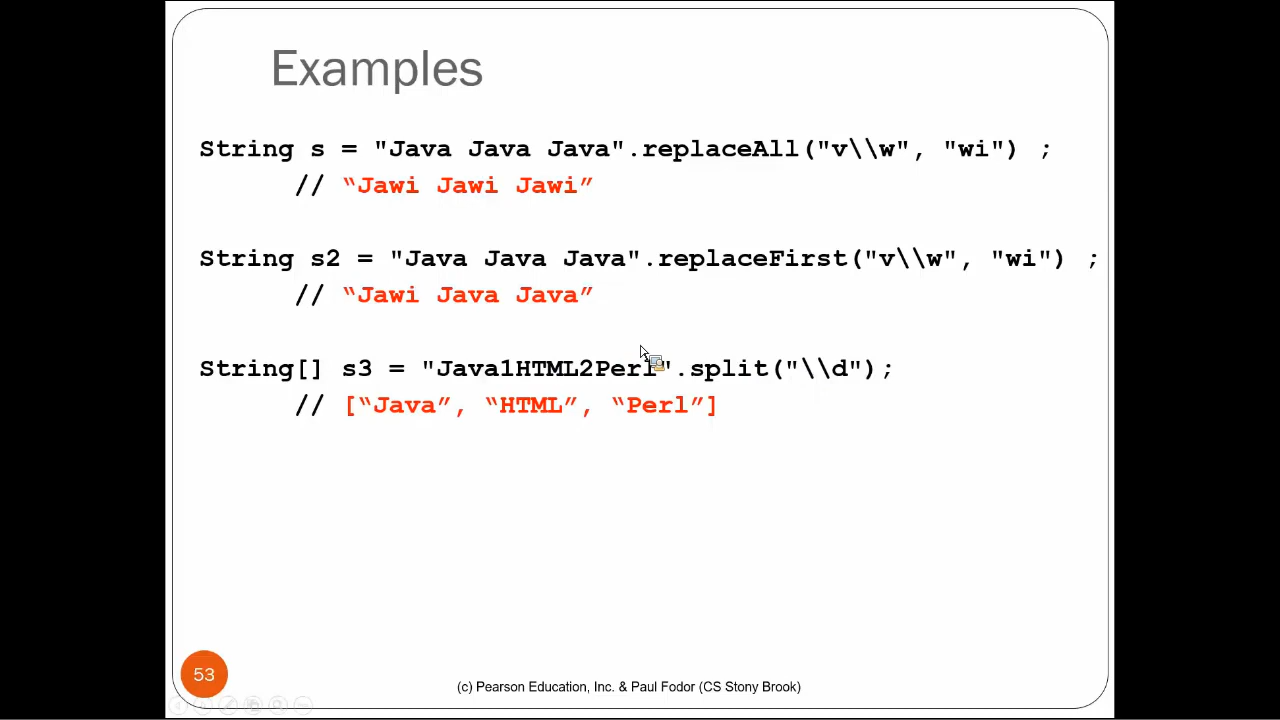 Examples
String s = "Java Java Java".replaceAll("v\\w", "wi") ;
// “Jawi Jawi Jawi”
String s2 = "Java Java Java".replaceFirst("v\\w", "wi") ;
// “Jawi Java Java”
String[] s3 = "Java1HTML2Perl".split("\\d");
// [“Java”, “HTML”, “Perl”]
53
(c) Pearson Education, Inc. & Paul Fodor (CS Stony Brook)